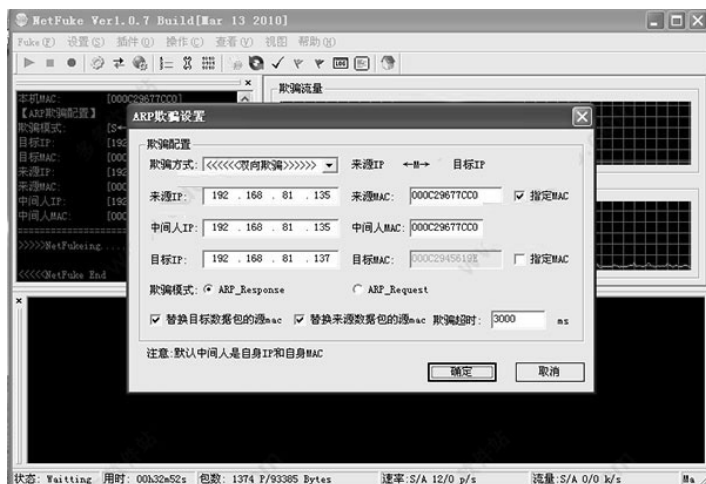 NetFuke Ver1.0.7 Build[Mar 13 2010]
Fuke(F) 设置(S) 插件(O) 操作(C) 查看(V) 视图 帮助(H)
本机MAC: [000C29677CC0]
【ARP欺骗配置】
欺骗模式: [S←
目标IP: [192
目标MAC: [000
来源IP: [192
来源MAC: [000
中间人IP: [192
中间人MAC: [000
>>>>>NetFukeing....
<<<<<NetFuke End
欺骗流量
ARP欺骗设置
欺骗配置
欺骗方式: <<<<<<双向欺骗>>>>>> 来源IP ←M→ 目标IP
来源IP: 192 . 168 . 81 . 135 来源MAC: 000C29677CC0 指定MAC
中间人IP: 192 . 168 . 81 . 135 中间人MAC: 000C29677CC0
目标IP: 192 . 168 . 81 . 137 目标MAC: 000C2945619E 指定MAC
欺骗模式: ARP_Response ARP_Request
替换目标数据包的源mac 替换来源数据包的源mac 欺骗超时: 3000 ms
注意:默认中间人是自身IP和自身MAC
确定 取消
状态: Waitting 用时: 00h32m52s 包数: 1374 P/93385 Bytes 速率:S/A 12/0 p/s 流量:S/A 0/0 k/s Ma